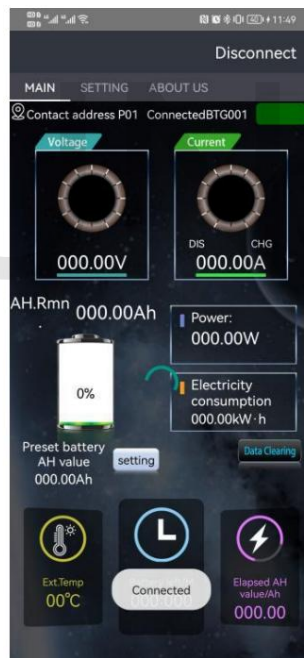 11:49
Disconnect
MAIN SETTING ABOUT US
Contact address P01 ConnectedBTG001
Voltage
Current
DIS CHG
000.00V
000.00A
AH.Rmn 000.00Ah
Power:
000.00W
0%
Electricity
consumption
000.00kW·h
Preset battery
AH value
000.00Ah
setting
Data Clearing
Ext.Temp
00°C
Connected
Elapsed AH
value/Ah
000.00